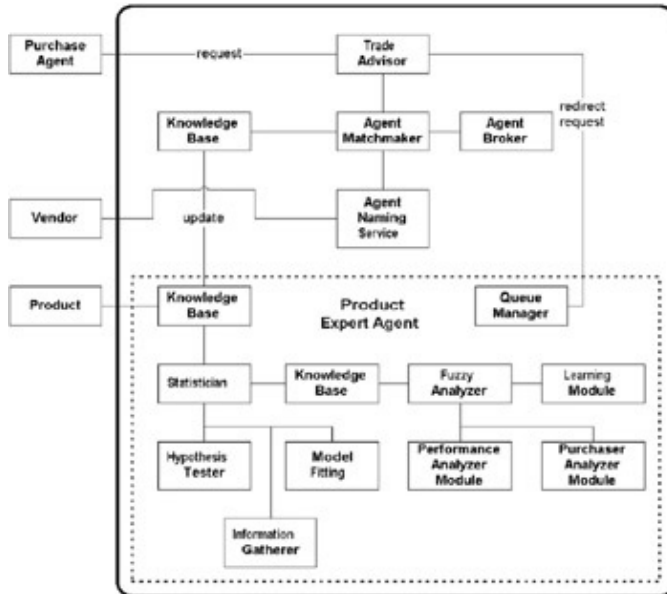 Purchase
Agent
request
Trade
Advisor
redirect
request
Knowledge
Base
Agent
Matchmaker
Agent
Broker
Vendor
update
Agent
Naming
Service
Product
Knowledge
Base
Product
Expert Agent
Queue
Manager
Statistician
Knowledge
Base
Fuzzy
Analyzer
Learning
Module
Hypothesis
Tester
Model
Fitting
Performance
Analyzer
Module
Purchaser
Analyzer
Module
Information
Gatherer